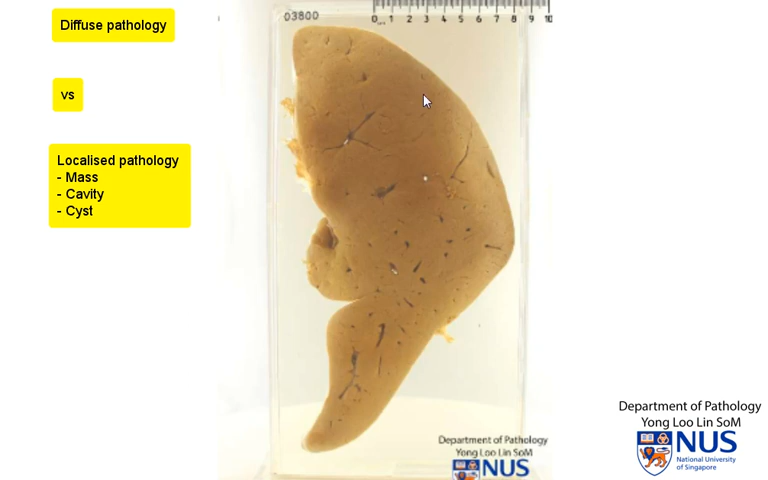 Diffuse pathology
vs
Localised pathology
- Mass
- Cavity
- Cyst
03800
0 1 2 3 4 5 6 7 8 9 10
Department of Pathology
Yong Loo Lin SoM
NUS
Department of Pathology
Yong Loo Lin SoM
NUS
National University
of Singapore